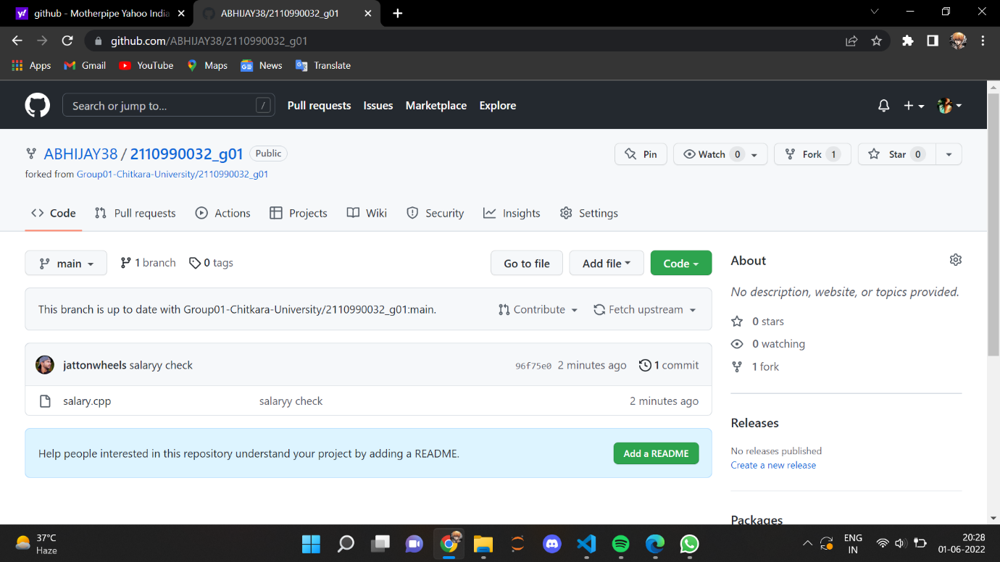 github - Motherpipe Yahoo India
ABHIJAY38/2110990032_g01
github.com/ABHIJAY38/2110990032_g01
Apps Gmail YouTube Maps News Translate
Search or jump to... / Pull requests Issues Marketplace Explore
ABHIJAY38 / 2110990032_g01 Public Pin Watch 0 Fork 1 Star 0
forked from Group01-Chitkara-University/2110990032_g01
Code Pull requests Actions Projects Wiki Security Insights Settings
main 1 branch 0 tags Go to file Add file Code
This branch is up to date with Group01-Chitkara-University/2110990032_g01:main. Contribute Fetch upstream
jattonwheels salaryy check 96f75e0 2 minutes ago 1 commit
salary.cpp salaryy check 2 minutes ago
Help people interested in this repository understand your project by adding a README. Add a README
About
No description, website, or topics provided.
0 stars
0 watching
1 fork
Releases
No releases published
Create a new release
Packages
37°C
Haze
ENG
IN
20:28
01-06-2022